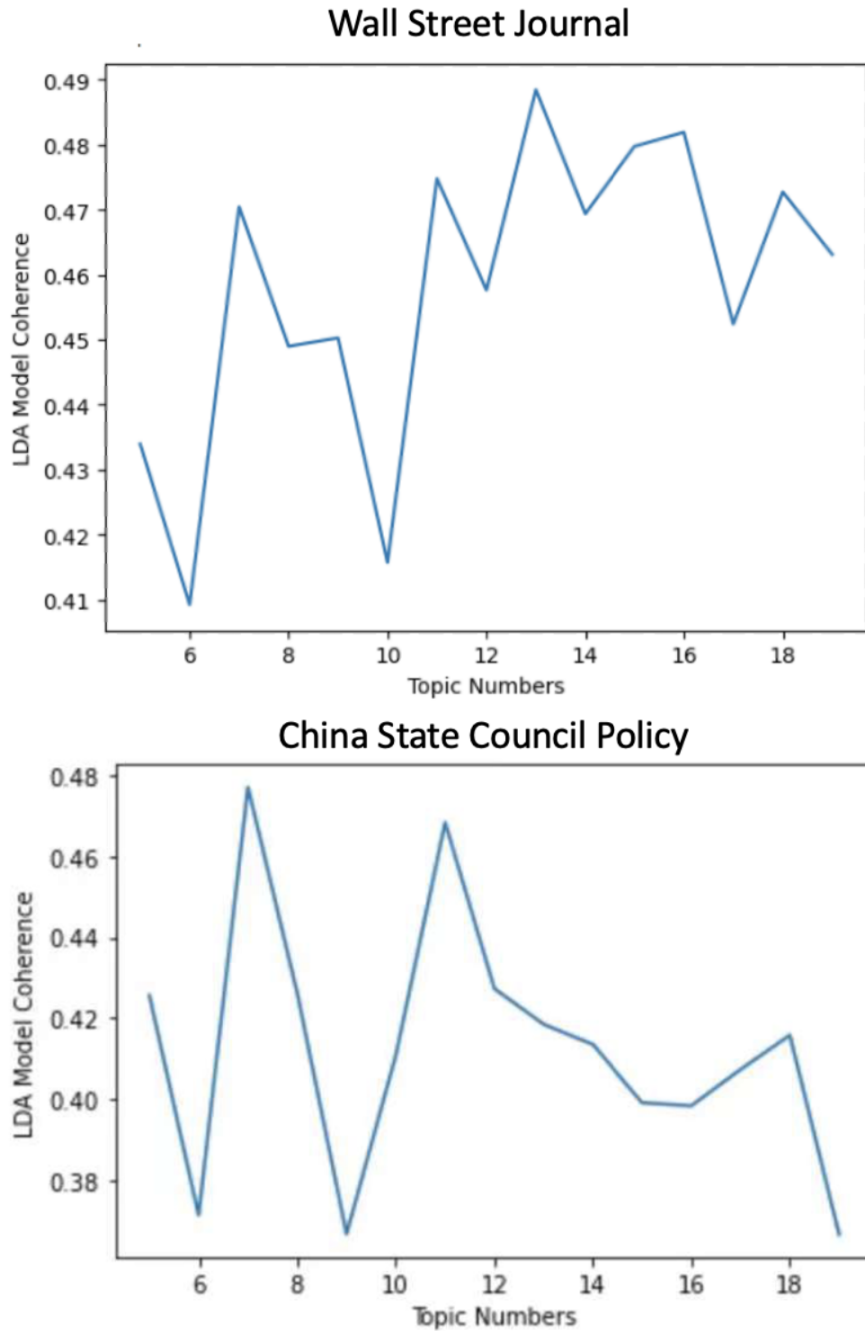 Wall Street Journal
0.49
0.48
0.47
0.46
0.45
0.44
0.43
0.42
0.41
LDA Model Coherence
6 8 10 12 14 16 18
Topic Numbers
China State Council Policy
0.48
0.46
0.44
0.42
0.40
0.38
LDA Model Coherence
6 8 10 12 14 16 18
Topic Numbers